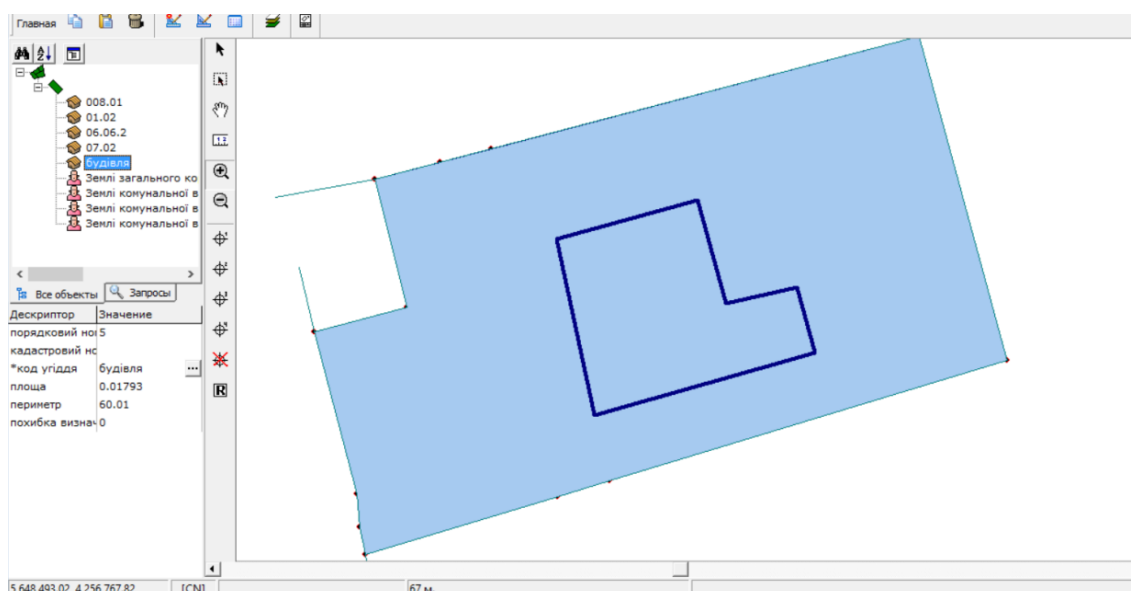 Главная
008.01
01.02
06.06.2
07.02
будівля
Землі загального ко
Землі комунальної в
Землі комунальної в
Землі комунальної в
Все объекты Запросы
Дескриптор Значение
порядковий но 5
кадастровий но
*код угіддя будівля ...
площа 0.01793
периметр 60.01
похибка визнач 0
R
5 648 493.02 4 256 767.82 [CN] 67 м.